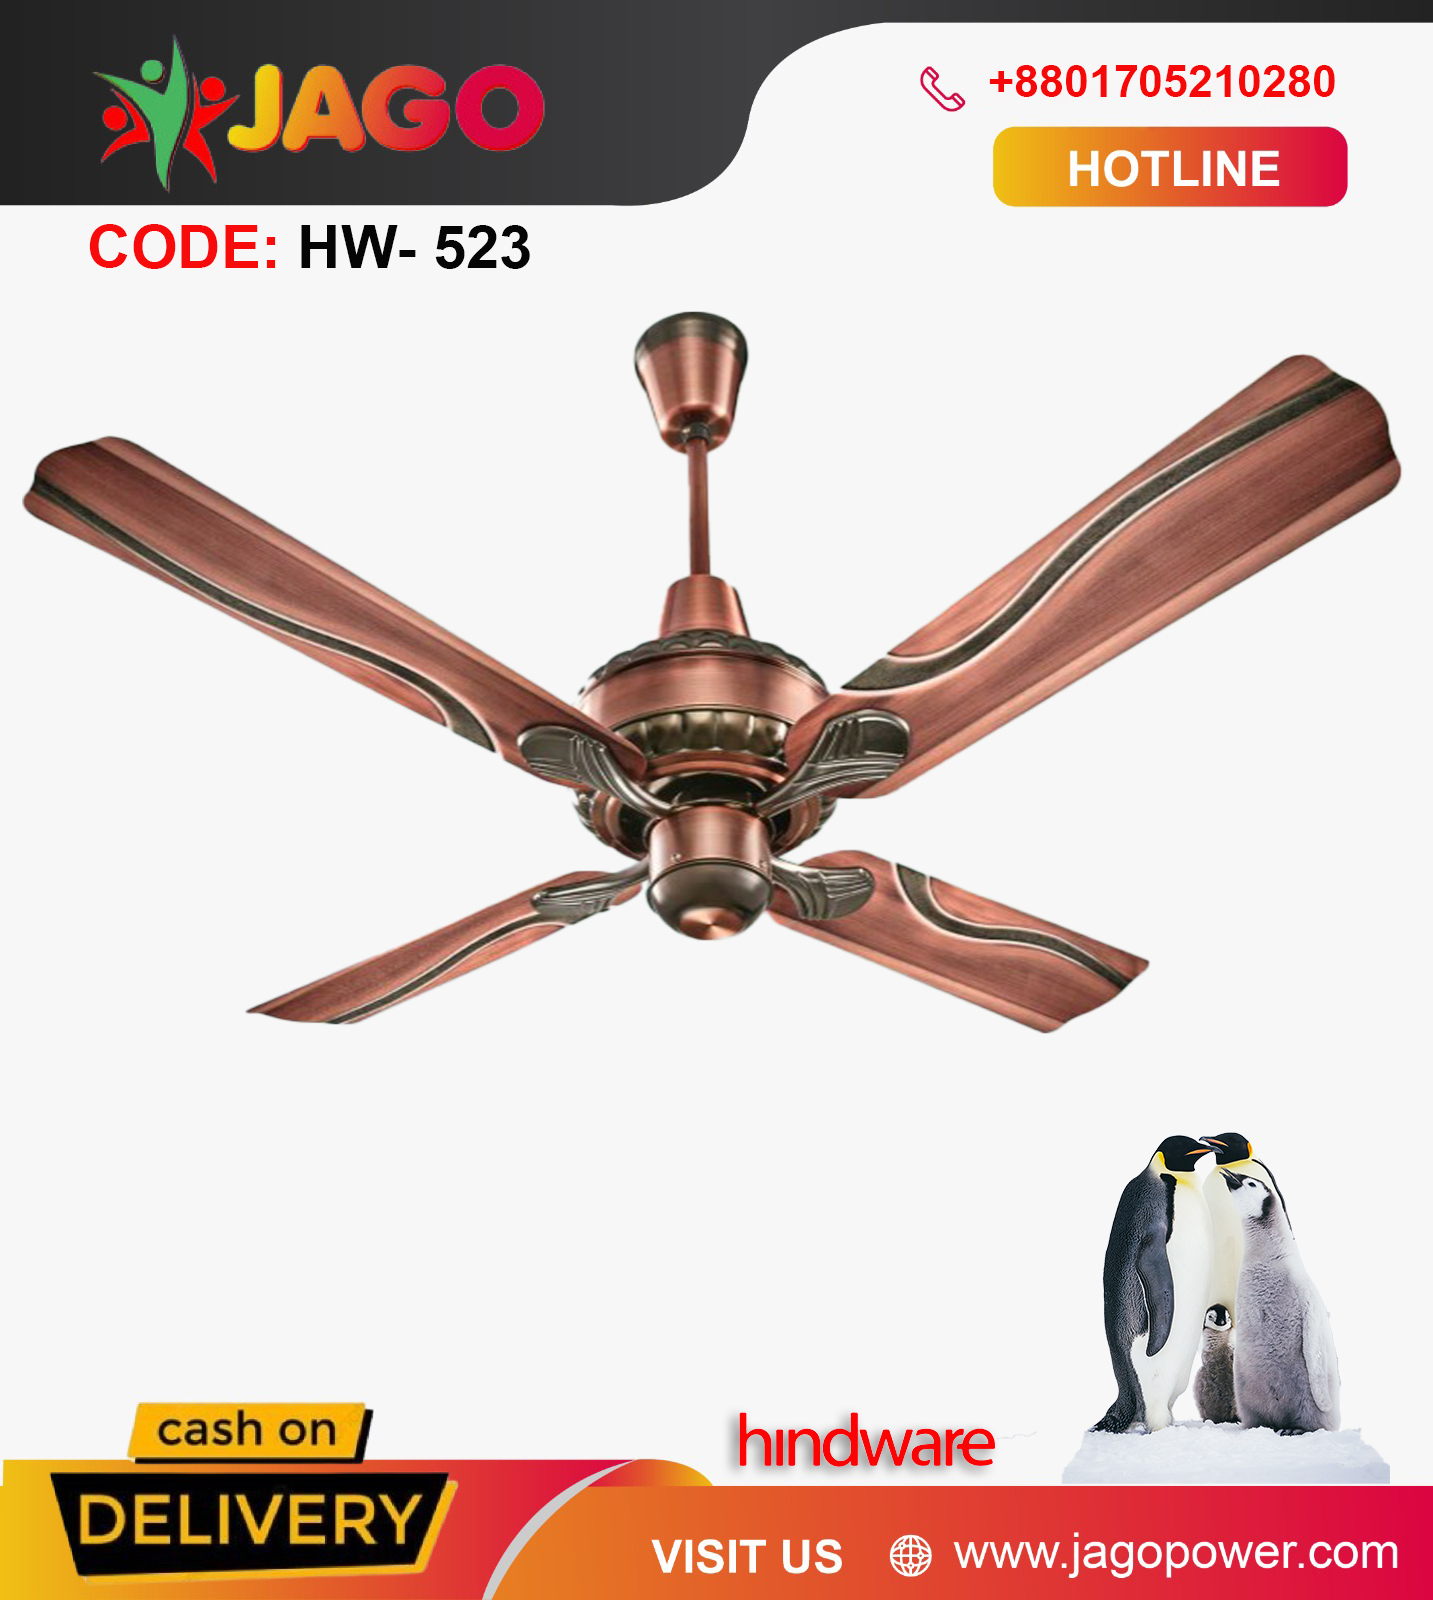 JAGO
+8801705210280
HOTLINE
CODE: HW- 523
cash on
DELIVERY
hindware
VISIT US
www.jagopower.com